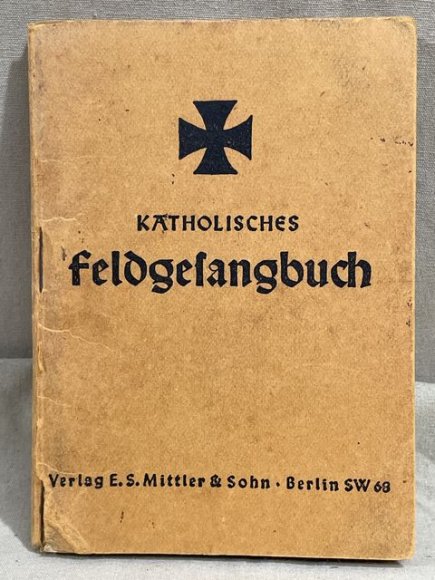 KATHOLISCHES
Feldgeſangbuch
Verlag E. S. Mittler & Sohn · Berlin SW 68